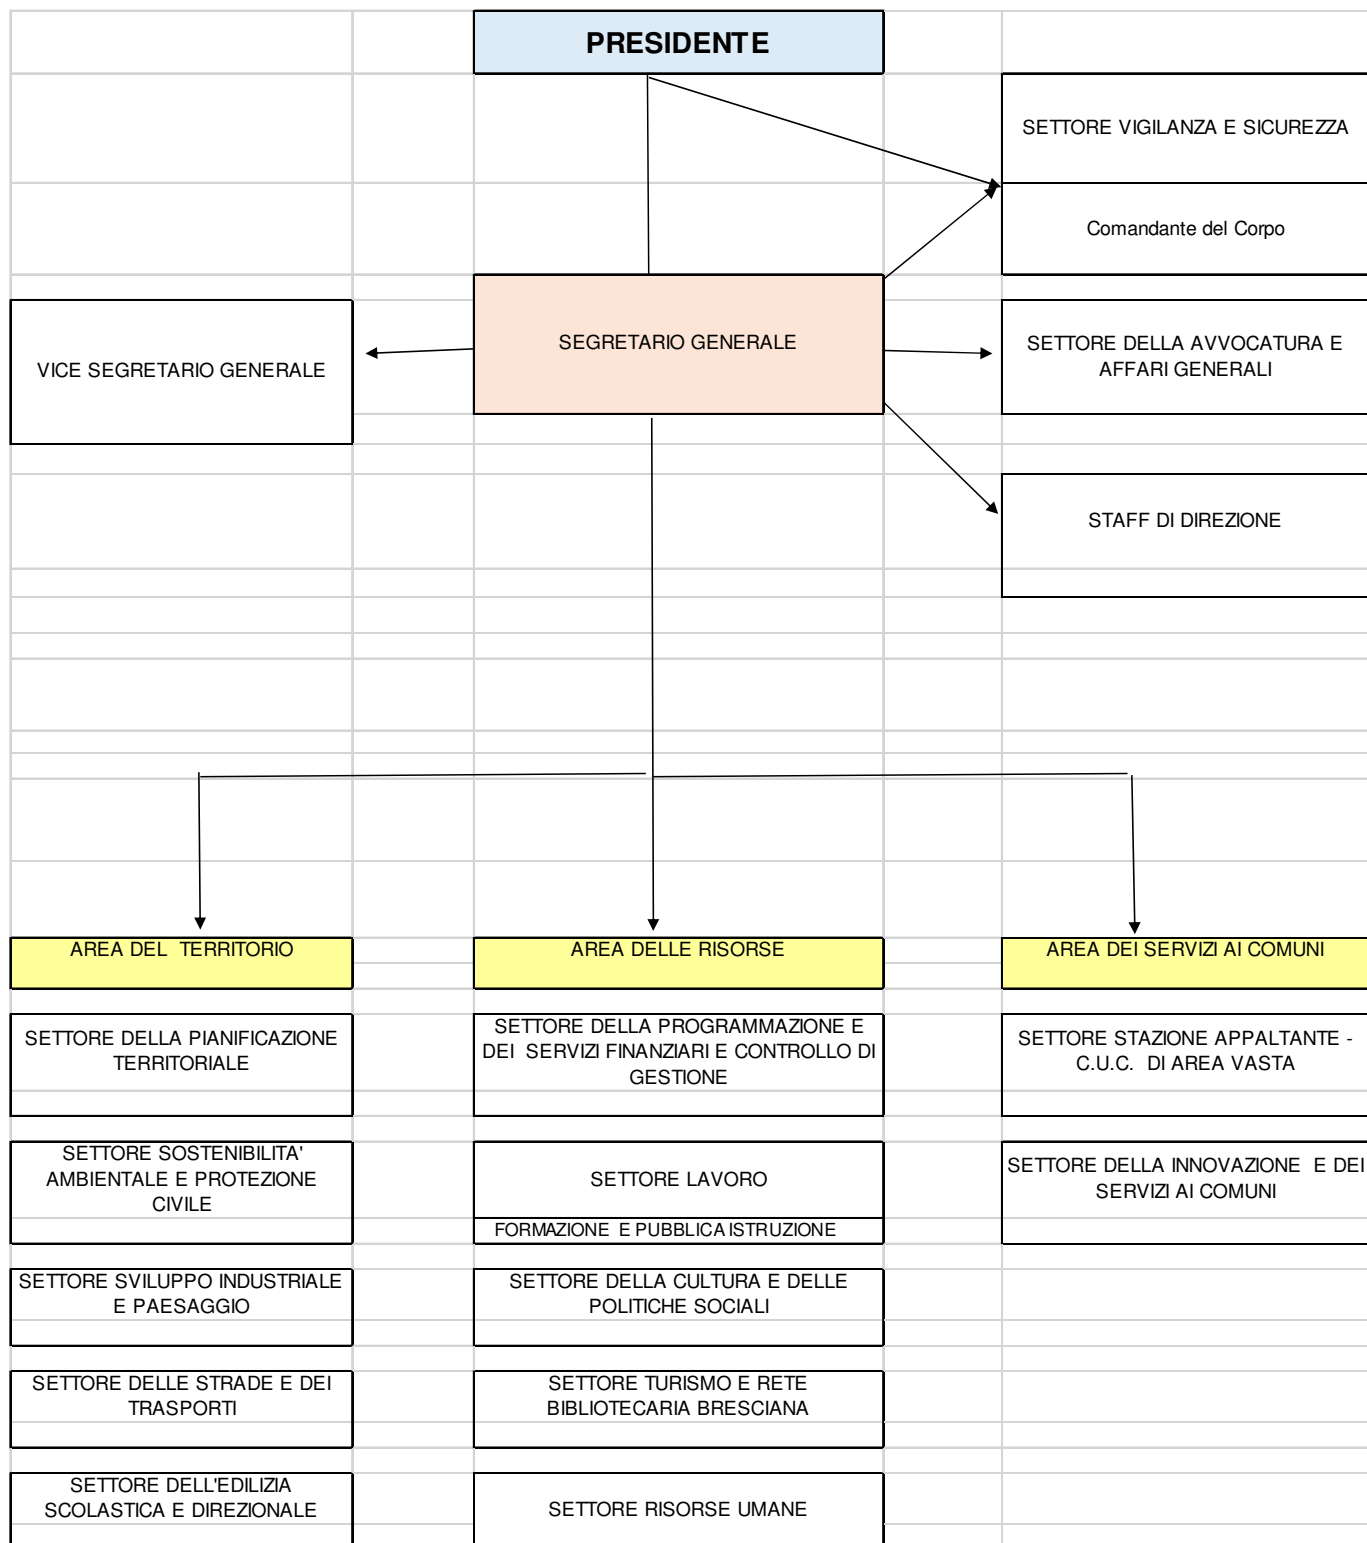 PRESIDENTE
SETTORE VIGILANZA E SICUREZZA
Comandante del Corpo
VICE SEGRETARIO GENERALE
SEGRETARIO GENERALE
SETTORE DELLA AVVOCATURA E
AFFARI GENERALI
STAFF DI DIREZIONE
AREA DEL TERRITORIO
AREA DELLE RISORSE
AREA DEI SERVIZI AI COMUNI
SETTORE DELLA PIANIFICAZIONE
TERRITORIALE
SETTORE DELLA PROGRAMMAZIONE E
DEI SERVIZI FINANZIARI E CONTROLLO DI
GESTIONE
SETTORE STAZIONE APPALTANTE -
C.U.C. DI AREA VASTA
SETTORE SOSTENIBILITA'
AMBIENTALE E PROTEZIONE
CIVILE
SETTORE LAVORO
FORMAZIONE E PUBBLICA ISTRUZIONE
SETTORE DELLA INNOVAZIONE E DEI
SERVIZI AI COMUNI
SETTORE SVILUPPO INDUSTRIALE
E PAESAGGIO
SETTORE DELLA CULTURA E DELLE
POLITICHE SOCIALI
SETTORE DELLE STRADE E DEI
TRASPORTI
SETTORE TURISMO E RETE
BIBLIOTECARIA BRESCIANA
SETTORE DELL'EDILIZIA
SCOLASTICA E DIREZIONALE
SETTORE RISORSE UMANE